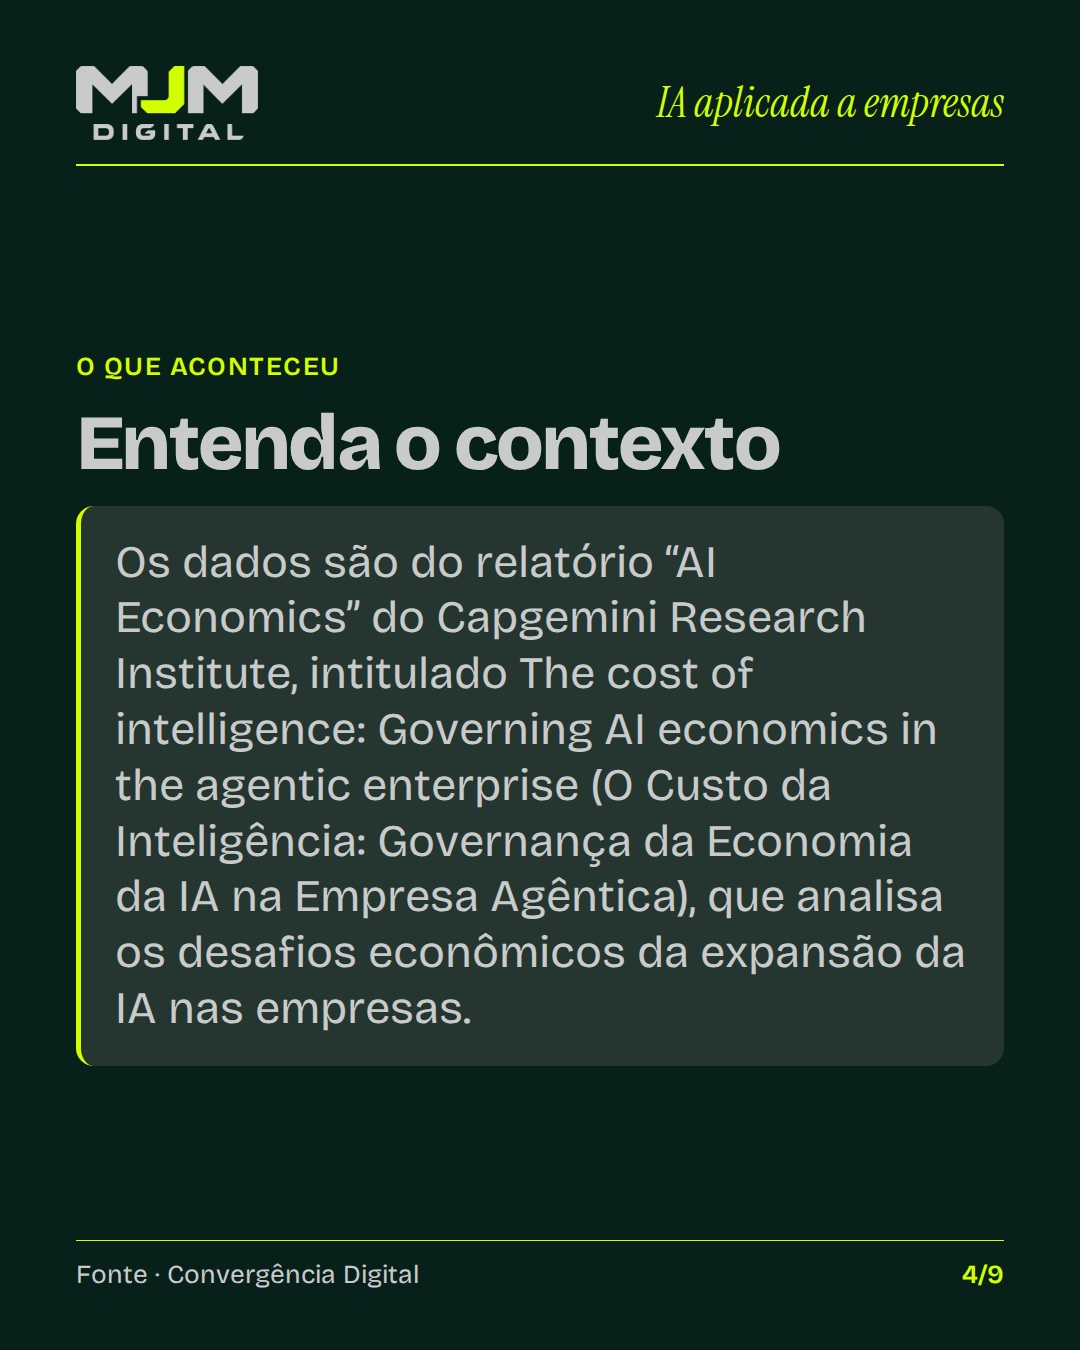 MJM
DIGITAL
IA aplicada a empresas
O QUE ACONTECEU
Entenda o contexto
Os dados são do relatório “AI
Economics” do Capgemini Research
Institute, intitulado The cost of
intelligence: Governing AI economics in
the agentic enterprise (O Custo da
Inteligência: Governança da Economia
da IA na Empresa Agêntica), que analisa
os desafios econômicos da expansão da
IA nas empresas.
Fonte · Convergência Digital
4/9